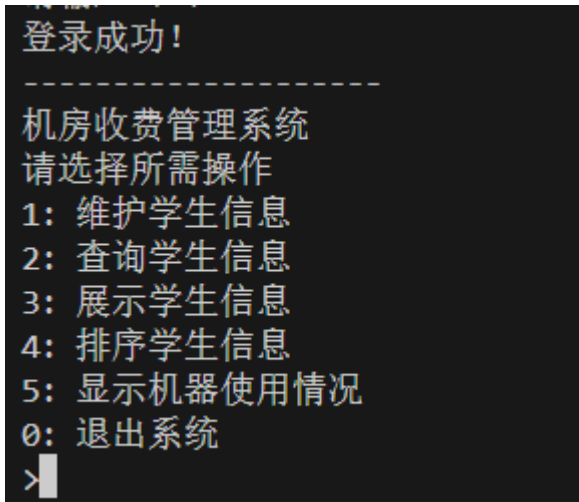 登录成功!
--------------------
机房收费管理系统
请选择所需操作
1: 维护学生信息
2: 查询学生信息
3: 展示学生信息
4: 排序学生信息
5: 显示机器使用情况
0: 退出系统
>